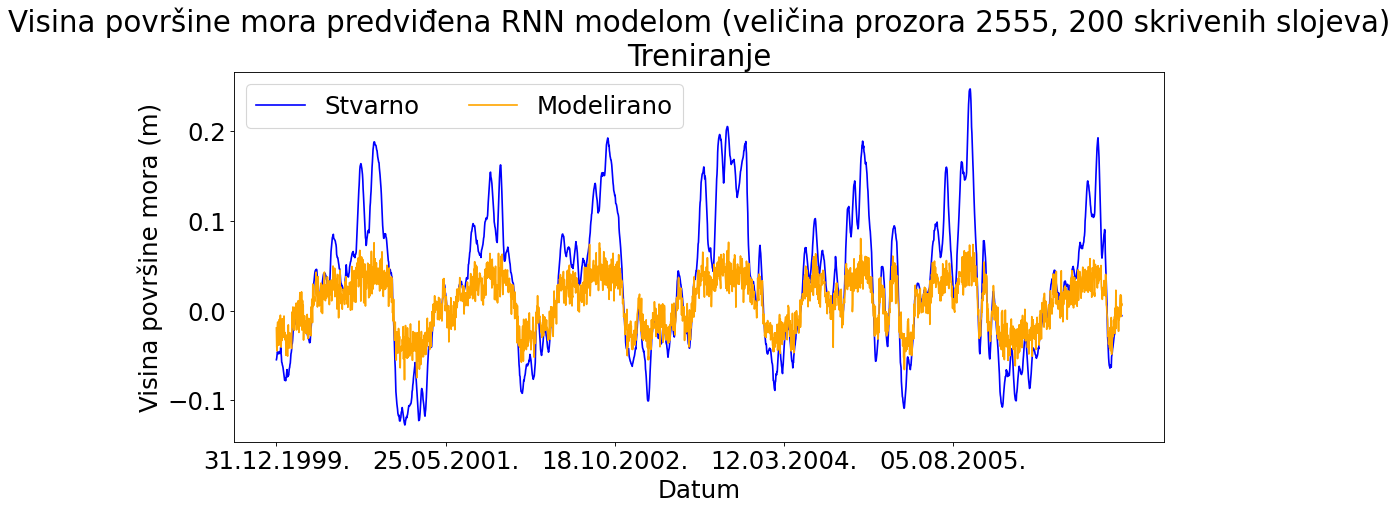 Visina površine mora predviđena RNN modelom (veličina prozora 2555, 200 skrivenih slojeva)
Treniranje
Stvarno
Modelirano
Visina površine mora (m)
0.2
0.1
0.0
−0.1
31.12.1999.
25.05.2001.
18.10.2002.
12.03.2004.
05.08.2005.
Datum